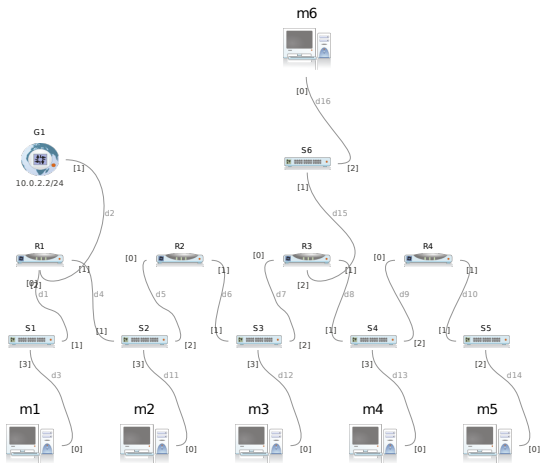 m6
[0]
d16
G1
S6
[1]
[2]
10.0.2.2/24
[1]
d2
d15
R1
R2
R3
R4
[1]
[0]
[1]
[0]
[1]
[0]
[1]
[2]
[2]
d1
d4
d5
d6
d7
d8
d9
d10
S1
S2
S3
S4
S5
[1]
[1]
[2]
[1]
[2]
[1]
[2]
[1]
[3]
[3]
[3]
[3]
[2]
d3
d11
d12
d13
d14
m1
m2
m3
m4
m5
[0]
[0]
[0]
[0]
[0]